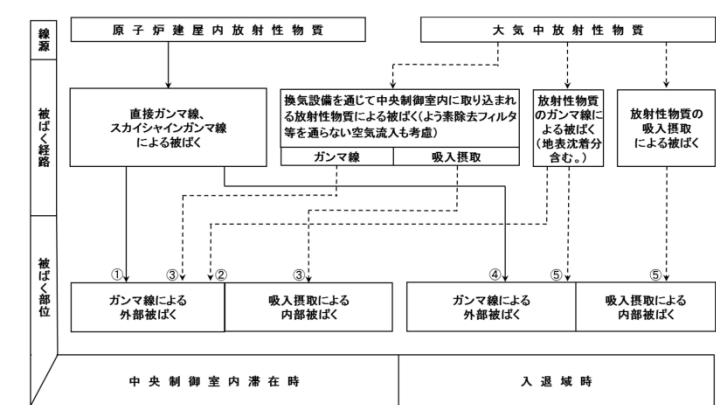 線源
原子炉建屋内放射性物質
大気中放射性物質
被ばく経路
直接ガンマ線、
スカイシャインガンマ線
による被ばく
換気設備を通じて中央制御室内に取り込まれ
る放射性物質による被ばく(よう素除去フィルタ
等を通らない空気流入も考慮)
ガンマ線
吸入摂取
放射性物質
のガンマ線に
よる被ばく
(地表沈着分
含む。)
放射性物質の
吸入摂取
による被ばく
被ばく部位
①
③
②
③
④
⑤
⑤
ガンマ線による
外部被ばく
吸入摂取による
内部被ばく
ガンマ線による
外部被ばく
吸入摂取による
内部被ばく
中央制御室内滞在時
入退域時